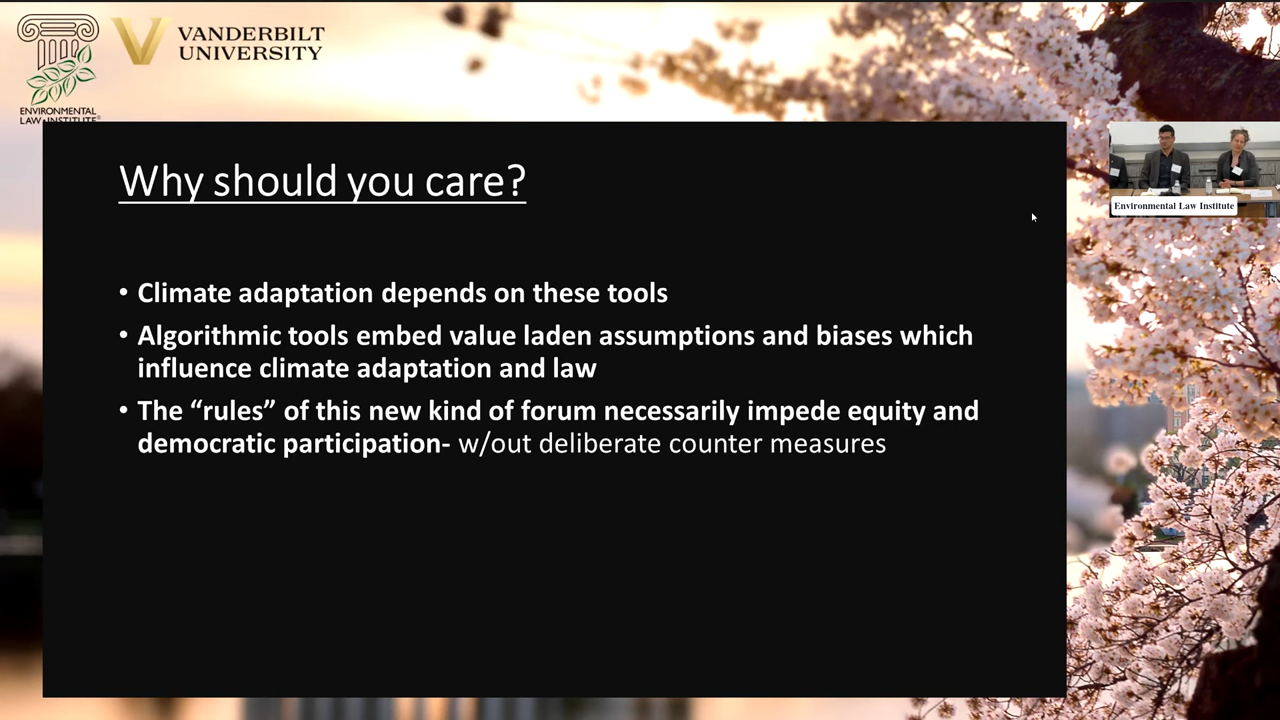 ENVIRONMENTAL
LAW•INSTITUTE®
VANDERBILT
UNIVERSITY
Why should you care?
• Climate adaptation depends on these tools
• Algorithmic tools embed value laden assumptions and biases which
influence climate adaptation and law
• The “rules” of this new kind of forum necessarily impede equity and
democratic participation- w/out deliberate counter measures
Environmental Law Institute